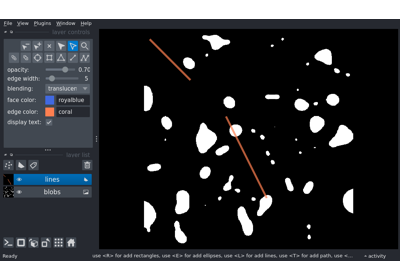 File View Plugins Window Help
layer controls
opacity: 0.70
edge width: 5
blending: translucen
face color: royalblue
edge color: coral
display text:
layer list
lines
blobs
Ready use <R> for add rectangles, use <E> for add ellipses, use <L> for add lines, use <T> for add path, use <... activity